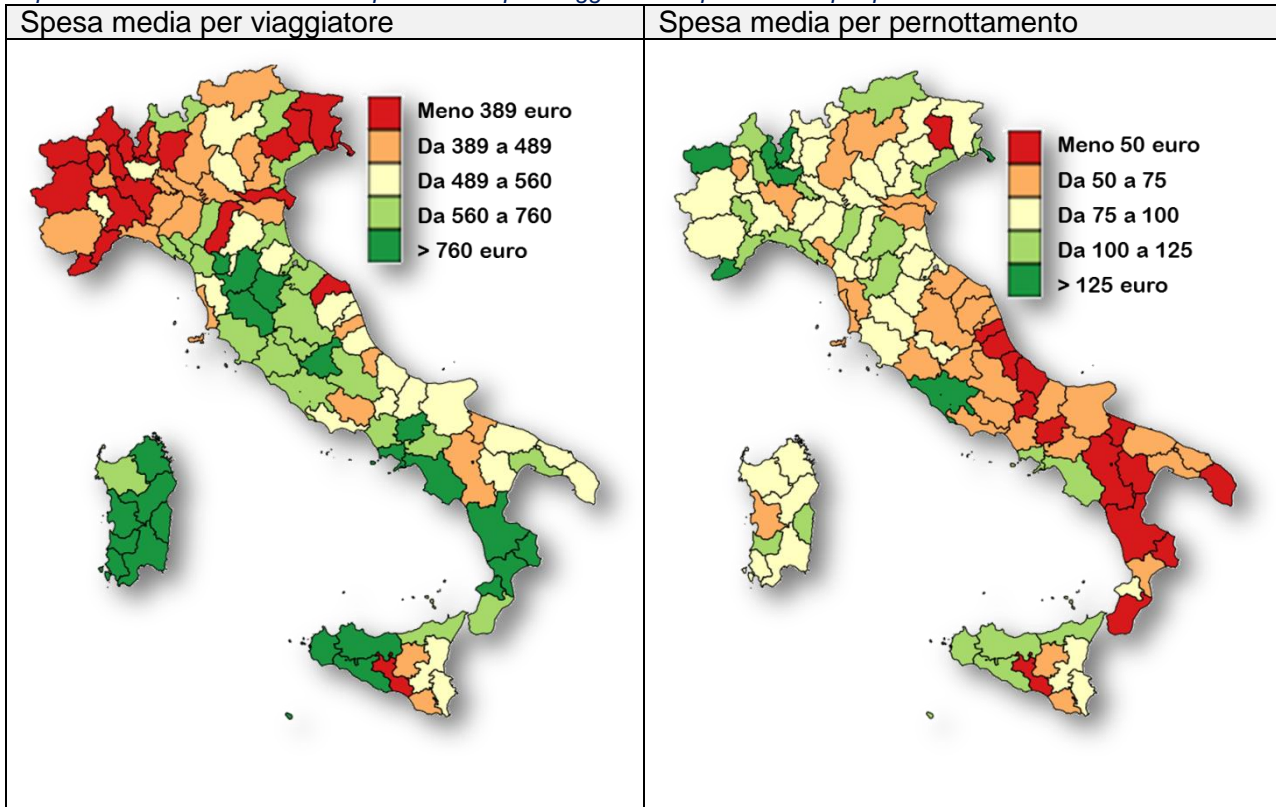 Spesa media per viaggiatore
Spesa media per pernottamento
Meno 389 euro
Da 389 a 489
Da 489 a 560
Da 560 a 760
> 760 euro
Meno 50 euro
Da 50 a 75
Da 75 a 100
Da 100 a 125
> 125 euro